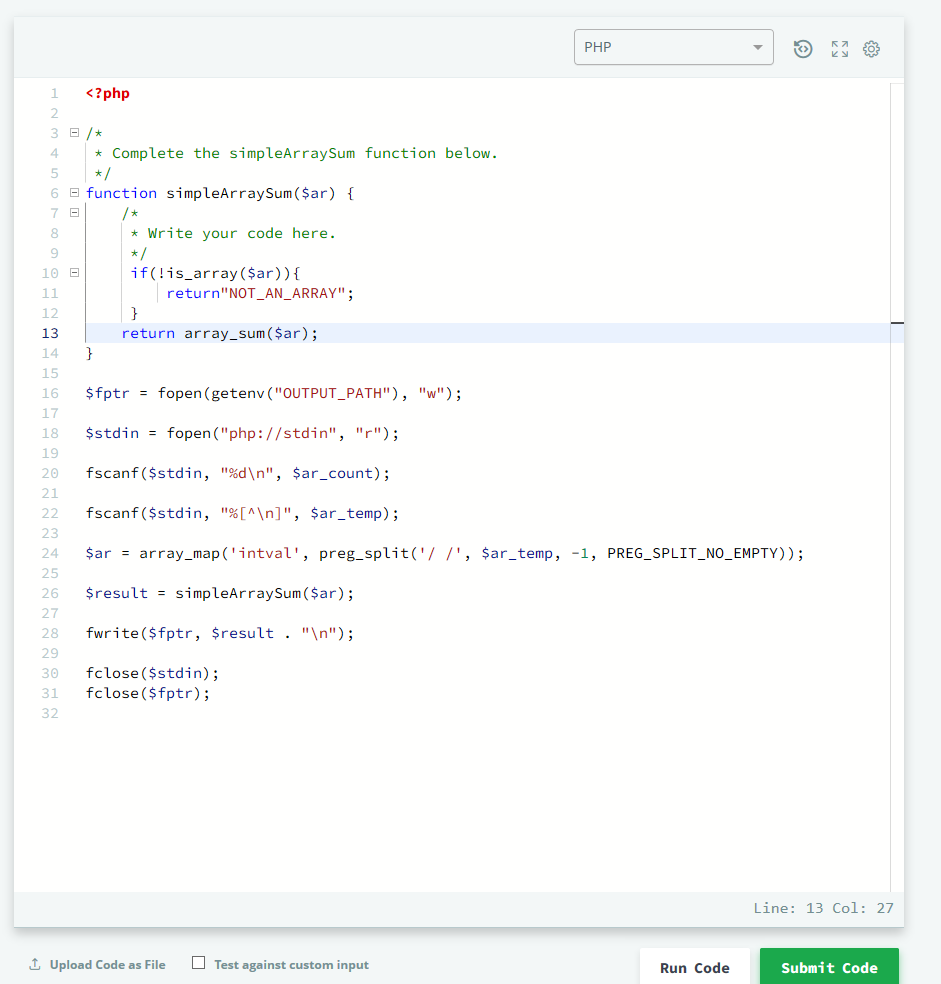 PHP
1 <?php
2
3 /*
4  * Complete the simpleArraySum function below.
5  */
6 function simpleArraySum($ar) {
7     /*
8      * Write your code here.
9      */
10      if(!is_array($ar)){
11          return"NOT_AN_ARRAY";
12      }
13     return array_sum($ar);
14 }
15
16 $fptr = fopen(getenv("OUTPUT_PATH"), "w");
17
18 $stdin = fopen("php://stdin", "r");
19
20 fscanf($stdin, "%d\n", $ar_count);
21
22 fscanf($stdin, "%[^\n]", $ar_temp);
23
24 $ar = array_map('intval', preg_split('/ /', $ar_temp, -1, PREG_SPLIT_NO_EMPTY));
25
26 $result = simpleArraySum($ar);
27
28 fwrite($fptr, $result . "\n");
29
30 fclose($stdin);
31 fclose($fptr);
32
Line: 13 Col: 27
Upload Code as File
Test against custom input
Run Code
Submit Code